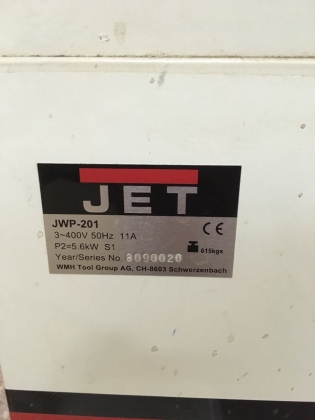 JET
JWP-201
3~400V 50Hz 11A
P2=5.6kW S1
CE
615kgs
Year/Series No. 8090020
WMH Tool Group AG, CH-8603 Schwerzenbach